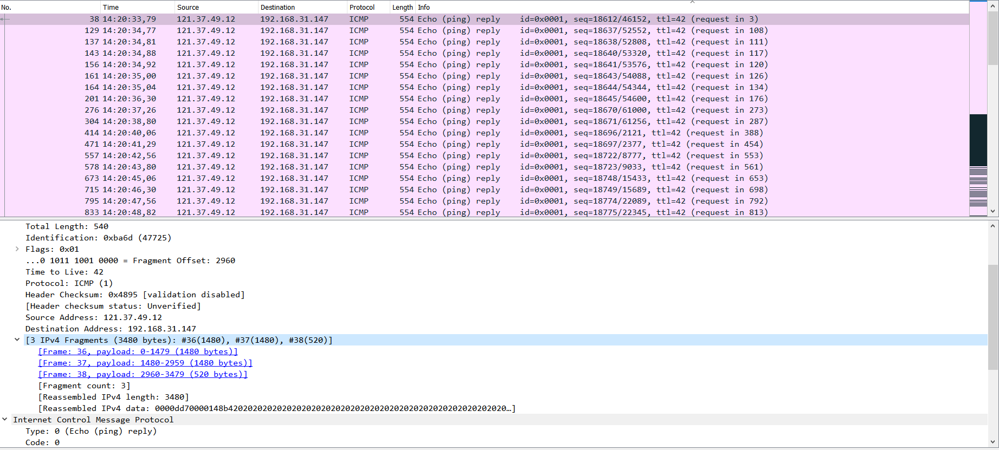 No. Time Source Destination Protocol Length Info
38 14:20:33,79 121.37.49.12 192.168.31.147 ICMP 554 Echo (ping) reply id=0x0001, seq=18612/46152, ttl=42 (request in 3)
129 14:20:34,77 121.37.49.12 192.168.31.147 ICMP 554 Echo (ping) reply id=0x0001, seq=18637/52552, ttl=42 (request in 108)
137 14:20:34,81 121.37.49.12 192.168.31.147 ICMP 554 Echo (ping) reply id=0x0001, seq=18638/52808, ttl=42 (request in 111)
143 14:20:34,88 121.37.49.12 192.168.31.147 ICMP 554 Echo (ping) reply id=0x0001, seq=18640/53320, ttl=42 (request in 117)
156 14:20:34,92 121.37.49.12 192.168.31.147 ICMP 554 Echo (ping) reply id=0x0001, seq=18641/53576, ttl=42 (request in 120)
161 14:20:35,00 121.37.49.12 192.168.31.147 ICMP 554 Echo (ping) reply id=0x0001, seq=18643/54088, ttl=42 (request in 126)
164 14:20:35,04 121.37.49.12 192.168.31.147 ICMP 554 Echo (ping) reply id=0x0001, seq=18644/54344, ttl=42 (request in 134)
201 14:20:36,30 121.37.49.12 192.168.31.147 ICMP 554 Echo (ping) reply id=0x0001, seq=18645/54600, ttl=42 (request in 176)
276 14:20:37,26 121.37.49.12 192.168.31.147 ICMP 554 Echo (ping) reply id=0x0001, seq=18670/61000, ttl=42 (request in 273)
304 14:20:38,80 121.37.49.12 192.168.31.147 ICMP 554 Echo (ping) reply id=0x0001, seq=18671/61256, ttl=42 (request in 287)
414 14:20:40,06 121.37.49.12 192.168.31.147 ICMP 554 Echo (ping) reply id=0x0001, seq=18696/2121, ttl=42 (request in 388)
471 14:20:41,29 121.37.49.12 192.168.31.147 ICMP 554 Echo (ping) reply id=0x0001, seq=18697/2377, ttl=42 (request in 454)
557 14:20:42,56 121.37.49.12 192.168.31.147 ICMP 554 Echo (ping) reply id=0x0001, seq=18722/8777, ttl=42 (request in 553)
578 14:20:43,80 121.37.49.12 192.168.31.147 ICMP 554 Echo (ping) reply id=0x0001, seq=18723/9033, ttl=42 (request in 561)
673 14:20:45,06 121.37.49.12 192.168.31.147 ICMP 554 Echo (ping) reply id=0x0001, seq=18748/15433, ttl=42 (request in 653)
715 14:20:46,30 121.37.49.12 192.168.31.147 ICMP 554 Echo (ping) reply id=0x0001, seq=18749/15689, ttl=42 (request in 698)
795 14:20:47,56 121.37.49.12 192.168.31.147 ICMP 554 Echo (ping) reply id=0x0001, seq=18774/22089, ttl=42 (request in 792)
833 14:20:48,82 121.37.49.12 192.168.31.147 ICMP 554 Echo (ping) reply id=0x0001, seq=18775/22345, ttl=42 (request in 813)
Total Length: 540
Identification: 0xba6d (47725)
Flags: 0x01
...0 1011 1001 0000 = Fragment Offset: 2960
Time to Live: 42
Protocol: ICMP (1)
Header Checksum: 0x4895 [validation disabled]
[Header checksum status: Unverified]
Source Address: 121.37.49.12
Destination Address: 192.168.31.147
[3 IPv4 Fragments (3480 bytes): #36(1480), #37(1480), #38(520)]
[Frame: 36, payload: 0-1479 (1480 bytes)]
[Frame: 37, payload: 1480-2959 (1480 bytes)]
[Frame: 38, payload: 2960-3479 (520 bytes)]
[Fragment count: 3]
[Reassembled IPv4 length: 3480]
[Reassembled IPv4 data: 0000dd70000148b42020202020202020202020202020202020202020202020202020202020…]
Internet Control Message Protocol
Type: 0 (Echo (ping) reply)
Code: 0